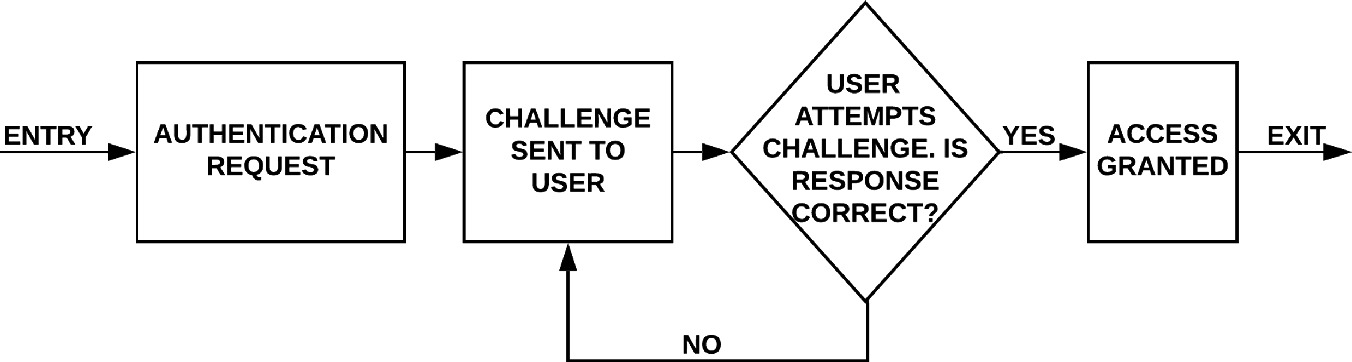 ENTRY
AUTHENTICATION
REQUEST
CHALLENGE
SENT TO
USER
USER
ATTEMPTS
CHALLENGE. IS
RESPONSE
CORRECT?
YES
ACCESS
GRANTED
EXIT
NO